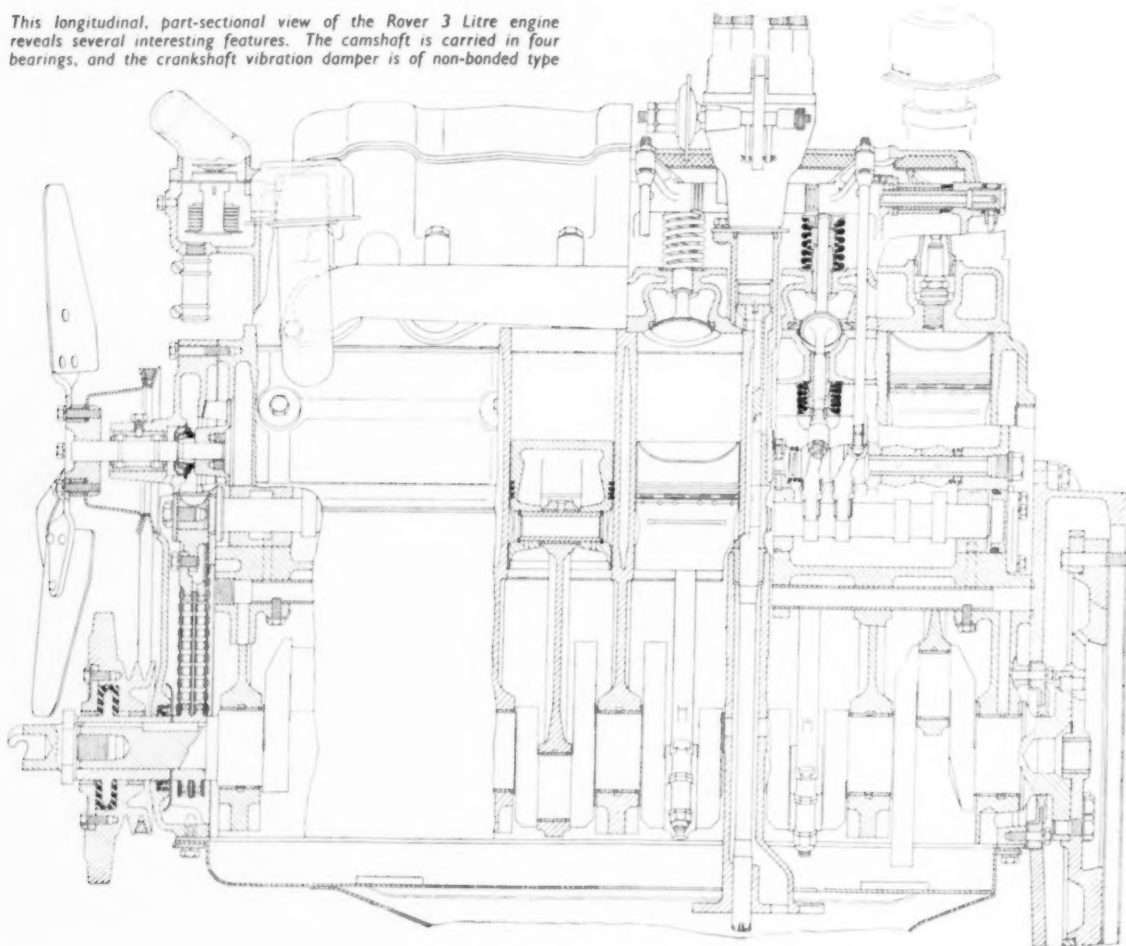 This longitudinal, part-sectional view of the Rover 3 Litre engine
reveals several interesting features. The camshaft is carried in four
bearings, and the crankshaft vibration damper is of non-bonded type